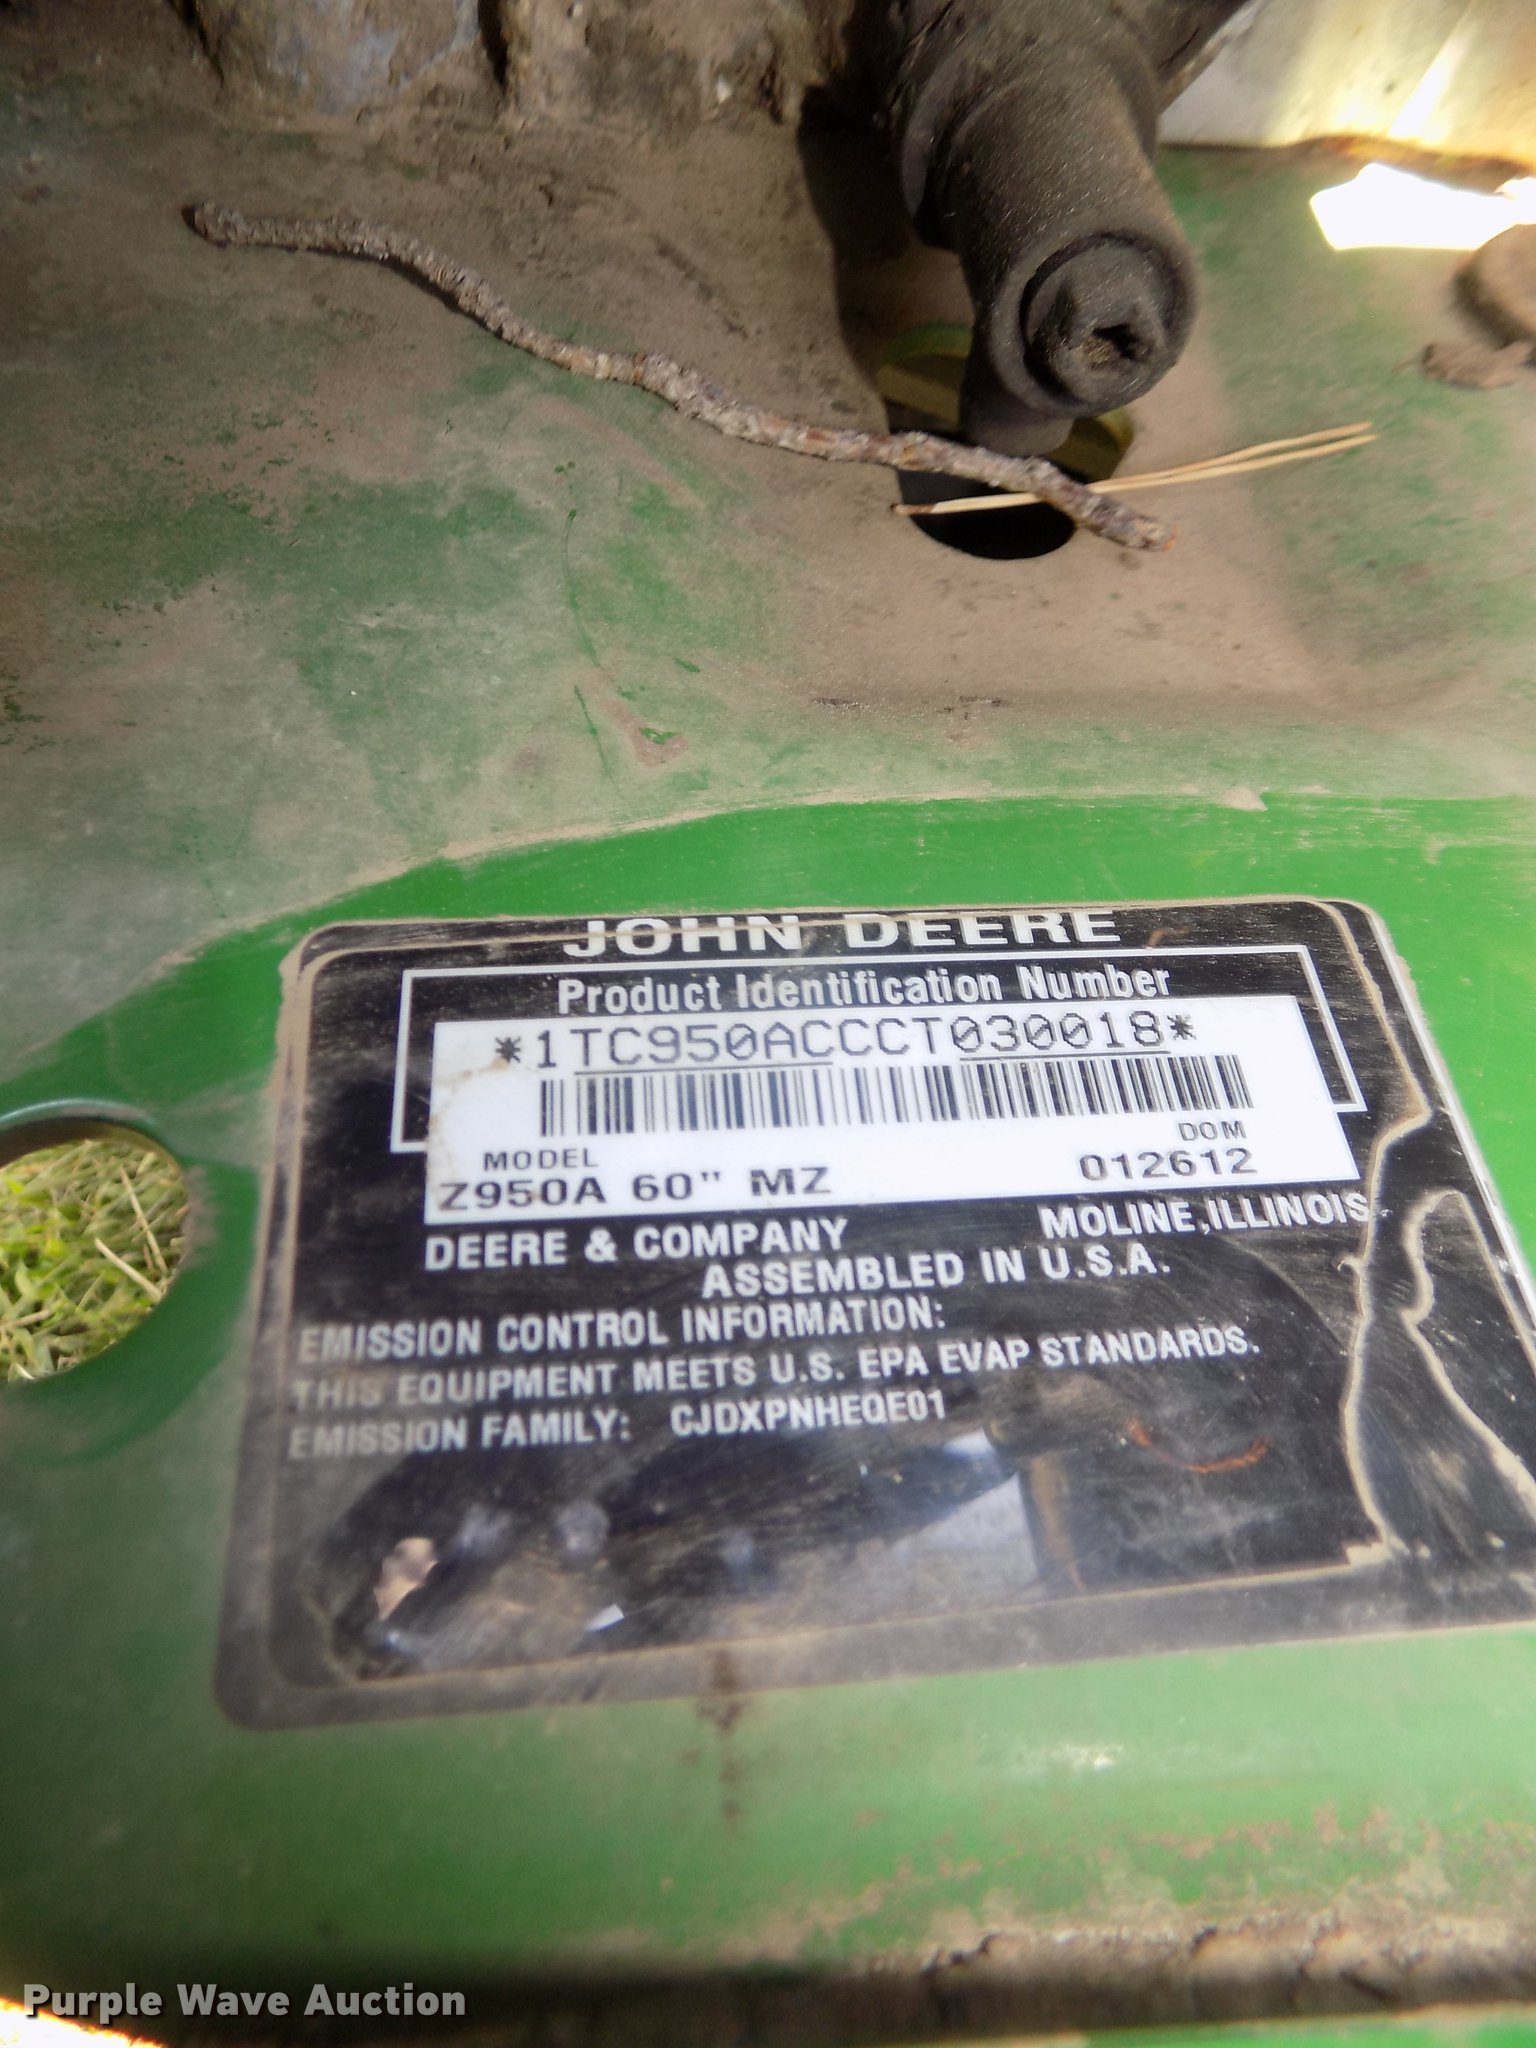 JOHN DEERE
Product Identification Number
*1TC950ACCCT030018*
MODEL DOM
Z950A 60" MZ 012612
DEERE & COMPANY MOLINE,ILLINOIS
ASSEMBLED IN U.S.A.
EMISSION CONTROL INFORMATION:
THIS EQUIPMENT MEETS U.S. EPA EVAP STANDARDS.
EMISSION FAMILY: CJDXPNHEQE01
Purple Wave Auction